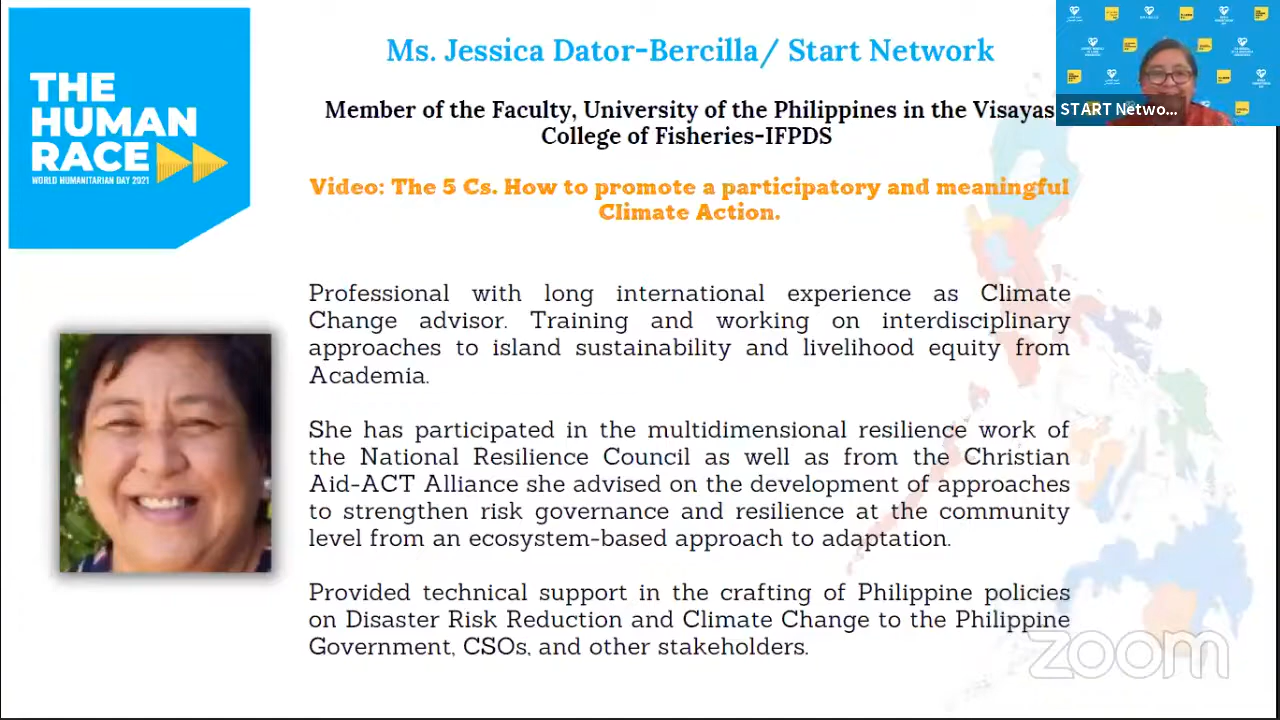 Ms. Jessica Dator-Bercilla/ Start Network
THE
HUMAN
RACE
WORLD HUMANITARIAN DAY 2021
Member of the Faculty, University of the Philippines in the Visayas
College of Fisheries-IFPDS
START Netwo...
Video: The 5 Cs. How to promote a participatory and meaningful
Climate Action.
Professional with long international experience as Climate
Change advisor. Training and working on interdisciplinary
approaches to island sustainability and livelihood equity from
Academia.
She has participated in the multidimensional resilience work of
the National Resilience Council as well as from the Christian
Aid-ACT Alliance she advised on the development of approaches
to strengthen risk governance and resilience at the community
level from an ecosystem-based approach to adaptation.
Provided technical support in the crafting of Philippine policies
on Disaster Risk Reduction and Climate Change to the Philippine
Government, CSOs, and other stakeholders.
zoom